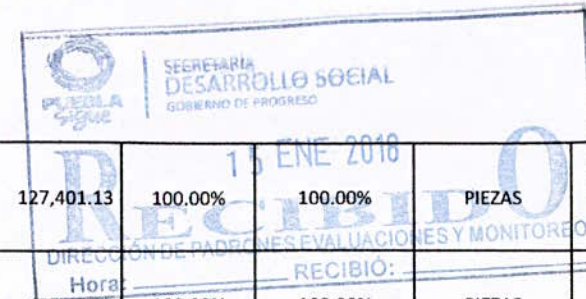 PUEBLA
Sigue
SECRETARÍA
DESARROLLO SOCIAL
GOBIERNO DE PROGRESO
15 ENE 2018
127,401.13 100.00% 100.00% PIEZAS
RECIBIDO
DIRECCIÓN DE PADRONES EVALUACIONES Y MONITOREO
Hora: RECIBIÓ: